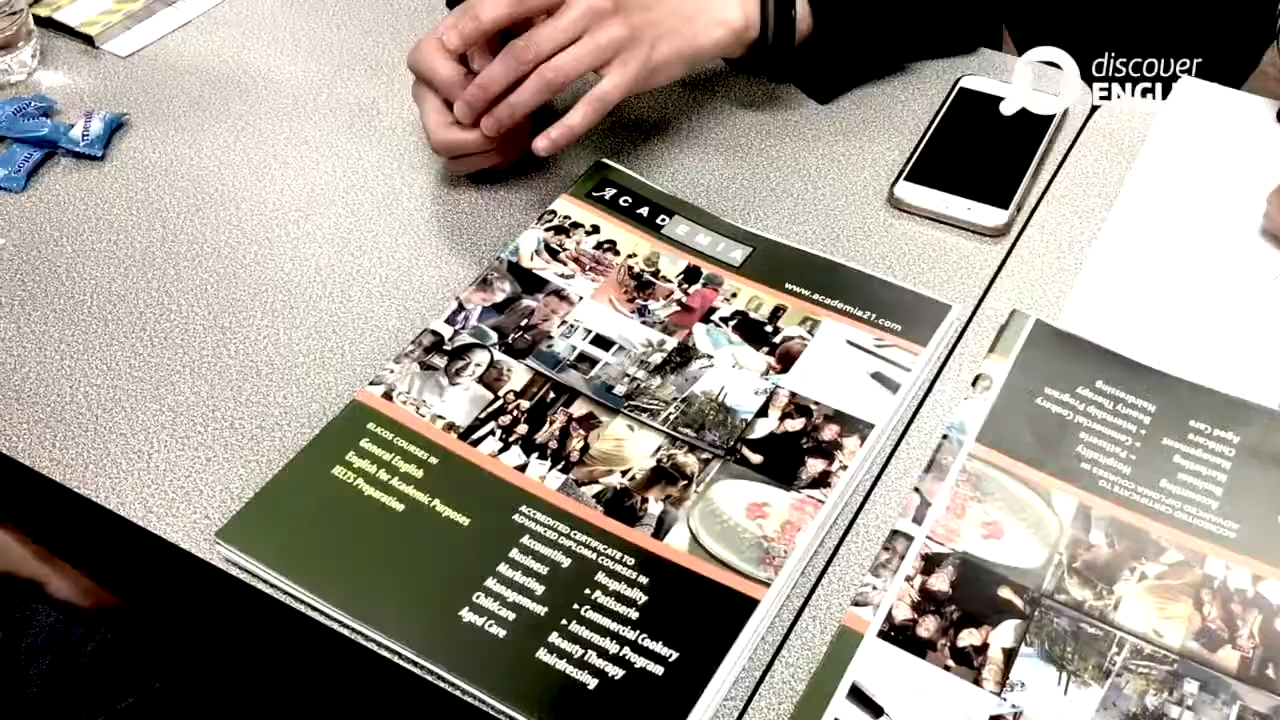 discover
ENGL
mentos
ACADEMIA
www.academia21.com
ELICOS COURSES IN
General English
English for Academic Purposes
IELTS Preparation
ACCREDITED CERTIFICATE TO
ADVANCED DIPLOMA COURSES IN
Accounting
Business
Marketing
Management
Childcare
Aged Care
Hospitality
▸ Patisserie
▸ Commercial Cookery
▸ Internship Program
Beauty Therapy
Hairdressing
ACCREDITED CERTIFICATE TO
ADVANCED DIPLOMA COURSES IN
Accounting
Business
Marketing
Management
Childcare
Aged Care
Hospitality
Patisserie
Commercial Cookery
Internship Program
Beauty Therapy
Hairdressing